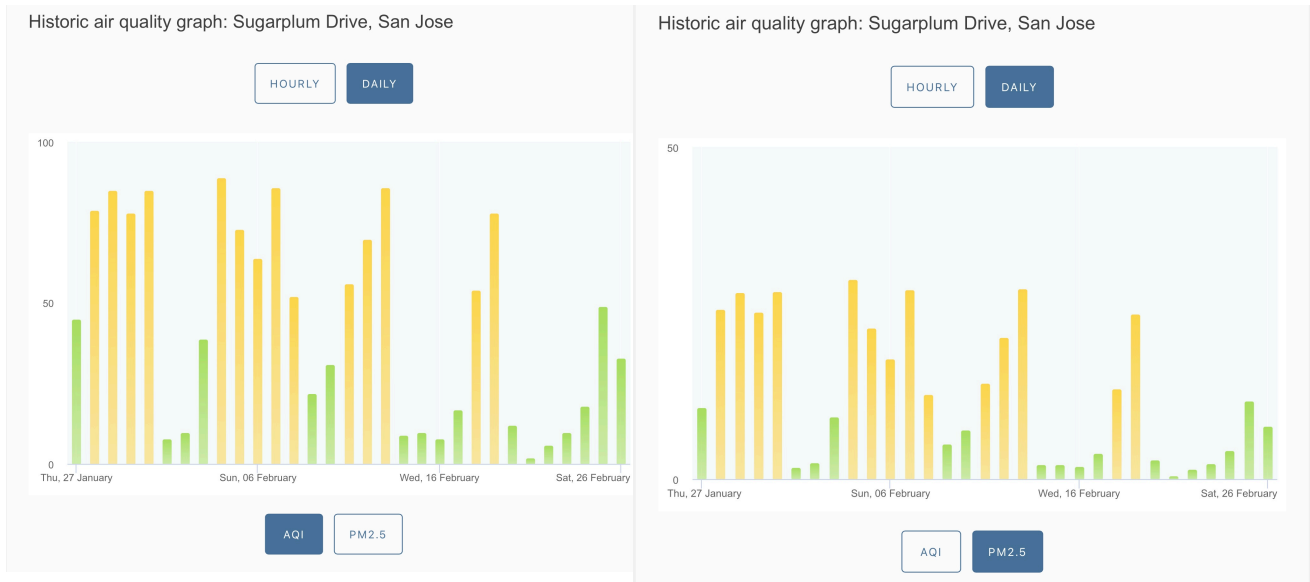 Historic air quality graph: Sugarplum Drive, San Jose
HOURLY
DAILY
100
50
0
Thu, 27 January
Sun, 06 February
Wed, 16 February
Sat, 26 February
AQI
PM2.5
Historic air quality graph: Sugarplum Drive, San Jose
HOURLY
DAILY
50
0
Thu, 27 January
Sun, 06 February
Wed, 16 February
Sat, 26 February
AQI
PM2.5